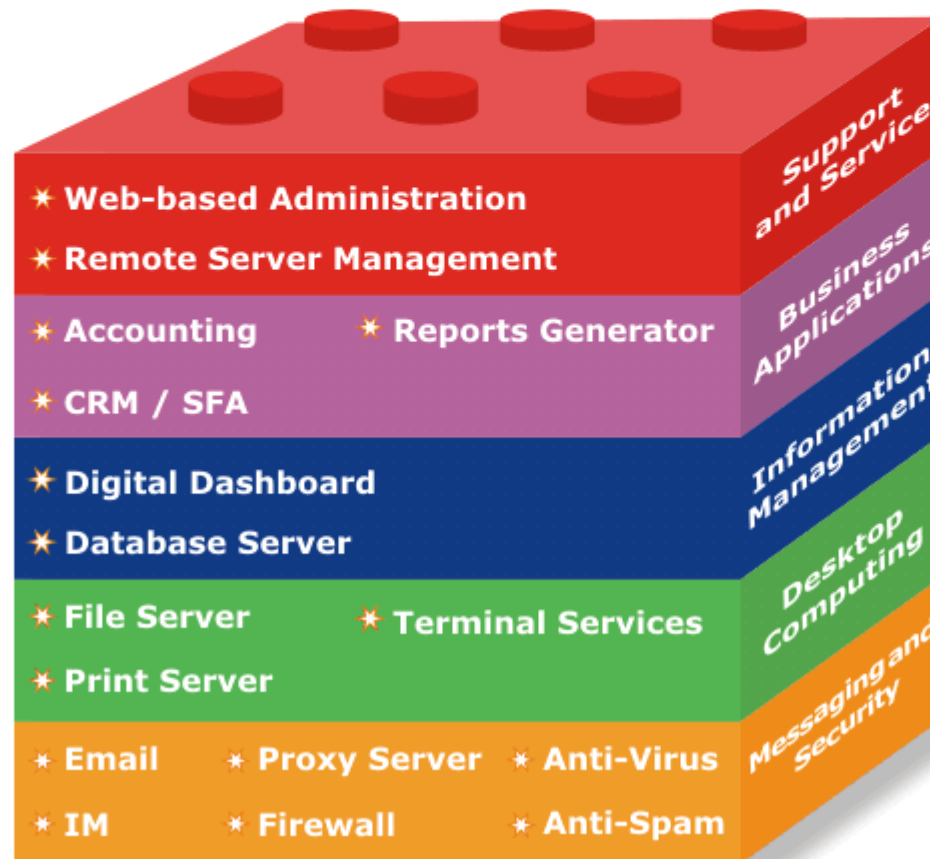 Support
and Service
Web-based Administration
Remote Server Management
Business
Applications
Accounting
Reports Generator
CRM / SFA
Information
Management
Digital Dashboard
Database Server
Desktop
Computing
File Server
Terminal Services
Print Server
Messaging and
Security
Email
Proxy Server
Anti-Virus
IM
Firewall
Anti-Spam